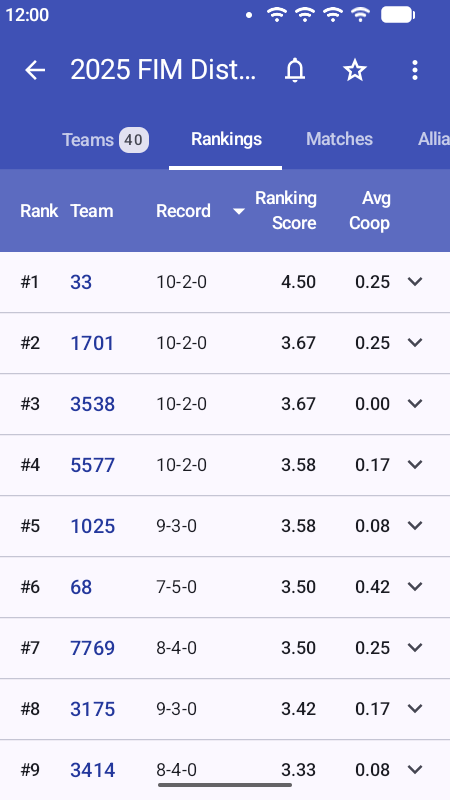 12:00
2025 FIM Dist...
Teams 40 Rankings Matches Allia
Rank Team Record Ranking Score Avg Coop
#1 33 10-2-0 4.50 0.25
#2 1701 10-2-0 3.67 0.25
#3 3538 10-2-0 3.67 0.00
#4 5577 10-2-0 3.58 0.17
#5 1025 9-3-0 3.58 0.08
#6 68 7-5-0 3.50 0.42
#7 7769 8-4-0 3.50 0.25
#8 3175 9-3-0 3.42 0.17
#9 3414 8-4-0 3.33 0.08